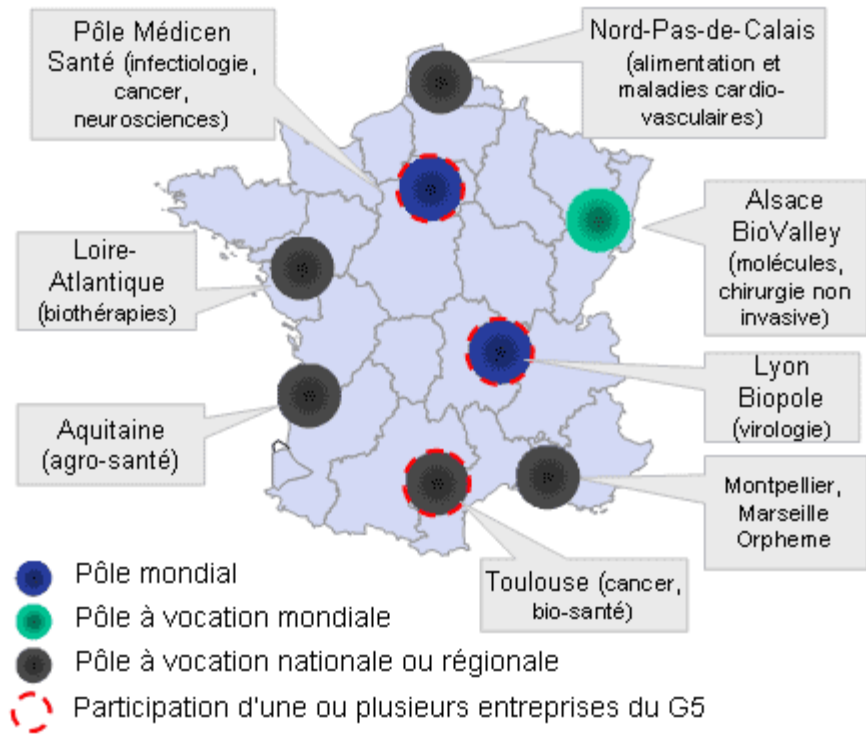 Pôle Médicen
Santé (infectiologie,
cancer,
neurosciences)
Nord-Pas-de-Calais
(alimentation et
maladies cardio-
vasculaires)
Loire-
Atlantique
(biothérapies)
Alsace
BioValley
(molécules,
chirurgie non
invasive)
Aquitaine
(agro-santé)
Lyon
Biopole
(virologie)
Montpellier,
Marseille
Orpheme
Toulouse (cancer,
bio-santé)
Pôle mondial
Pôle à vocation mondiale
Pôle à vocation nationale ou régionale
Participation d'une ou plusieurs entreprises du G5